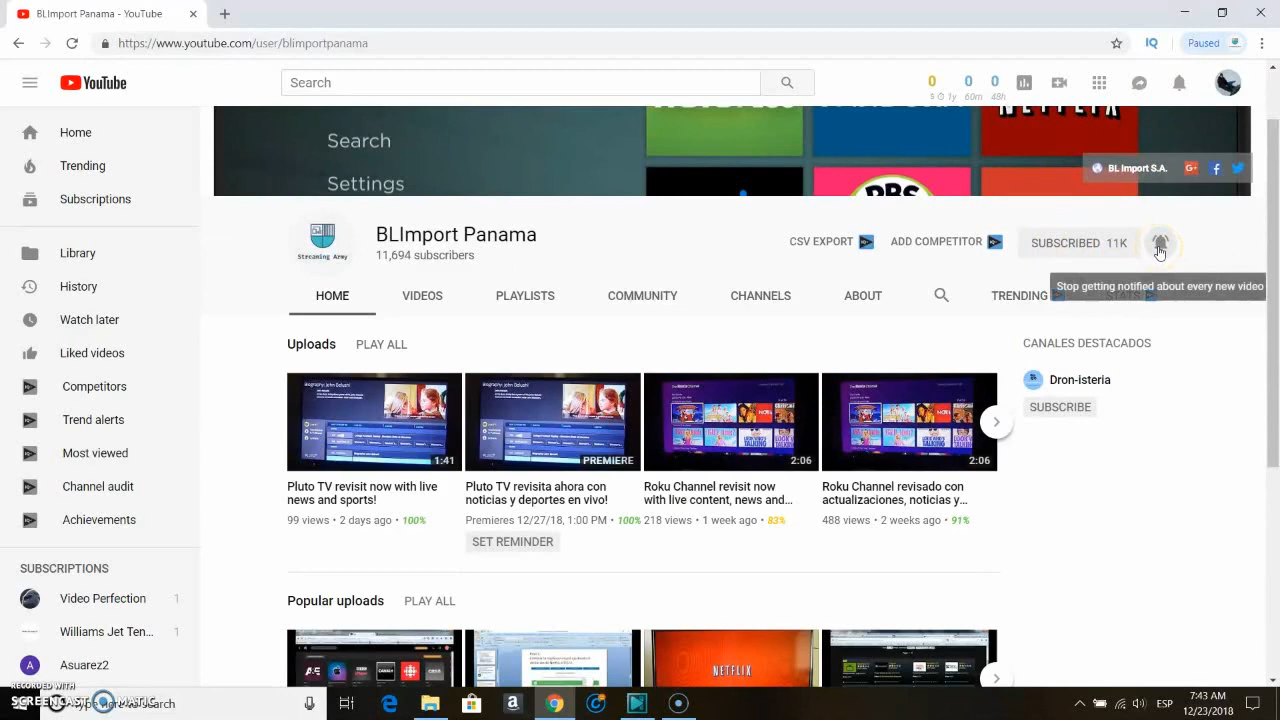 BLImport Panama - YouTube
https://www.youtube.com/user/blimportpanama
IQ
Paused
YouTube
Search
0 0 0
1y 60m 48h
Search
Settings
NETFLIX
PBS
BL Import S.A.
G+
Streaming Army
BLImport Panama
11,694 subscribers
CSV EXPORT
ADD COMPETITOR
SUBSCRIBED 11K
Stop getting notified about every new video
HOME
VIDEOS
PLAYLISTS
COMMUNITY
CHANNELS
ABOUT
TRENDING
STATS
Home
Trending
Subscriptions
Library
History
Watch later
Liked videos
Competitors
Trend alerts
Most viewed
Channel audit
Achievements
SUBSCRIPTIONS
Video Perfection 1
Williams Jet Ten... 1
A Asuarez2
Uploads PLAY ALL
1:41
PREMIERE
2:06
2:06
Pluto TV revisit now with live
news and sports!
99 views • 2 days ago • 100%
Pluto TV revisita ahora con
noticias y deportes en vivo!
Premieres 12/27/18, 1:00 PM • 100%
SET REMINDER
Roku Channel revisit now
with live content, news and...
218 views • 1 week ago • 83%
Roku Channel revisado con
actualizaciones, noticias y...
488 views • 2 weeks ago • 91%
CANALES DESTACADOS
Dron-isteria
SUBSCRIBE
Popular uploads PLAY ALL
NETFLIX
RECORDED WITH
ESP
7:43 AM
12/23/2018